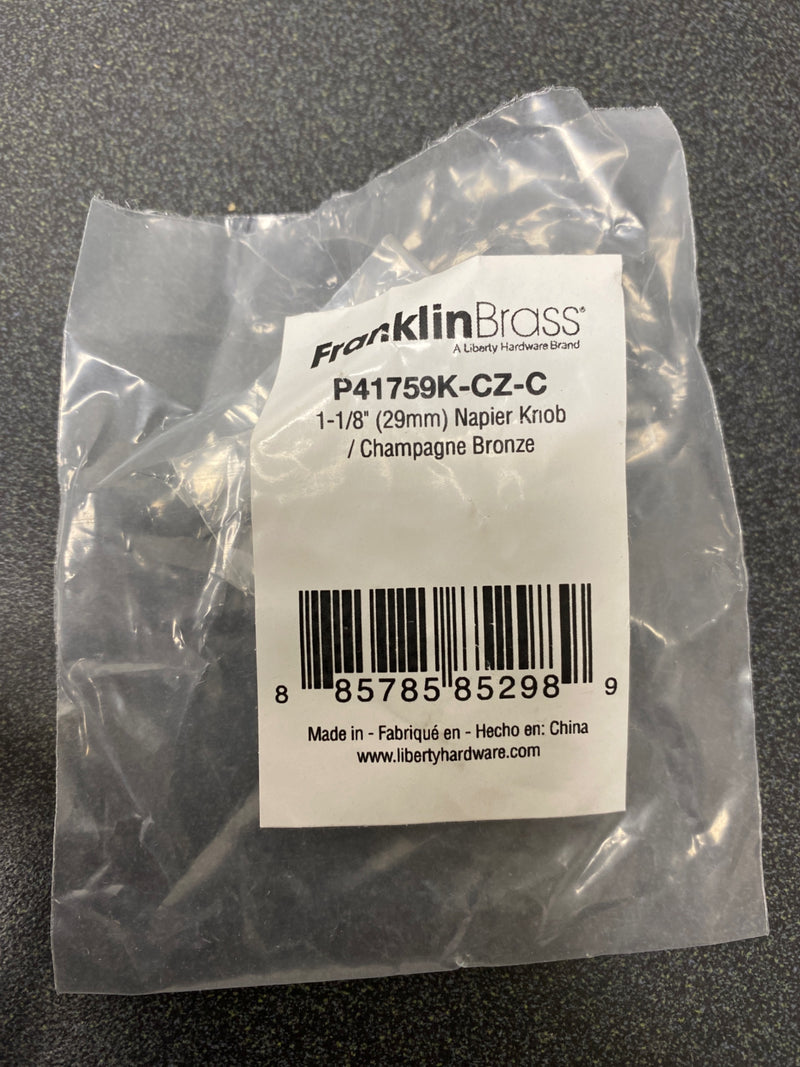 FranklinBrass®
A Liberty Hardware Brand
P41759K-CZ-C
1-1/8" (29mm) Napier Knob
/ Champagne Bronze
8 85785 85298 9
Made in - Fabriqué en - Hecho en: China
www.libertyhardware.com